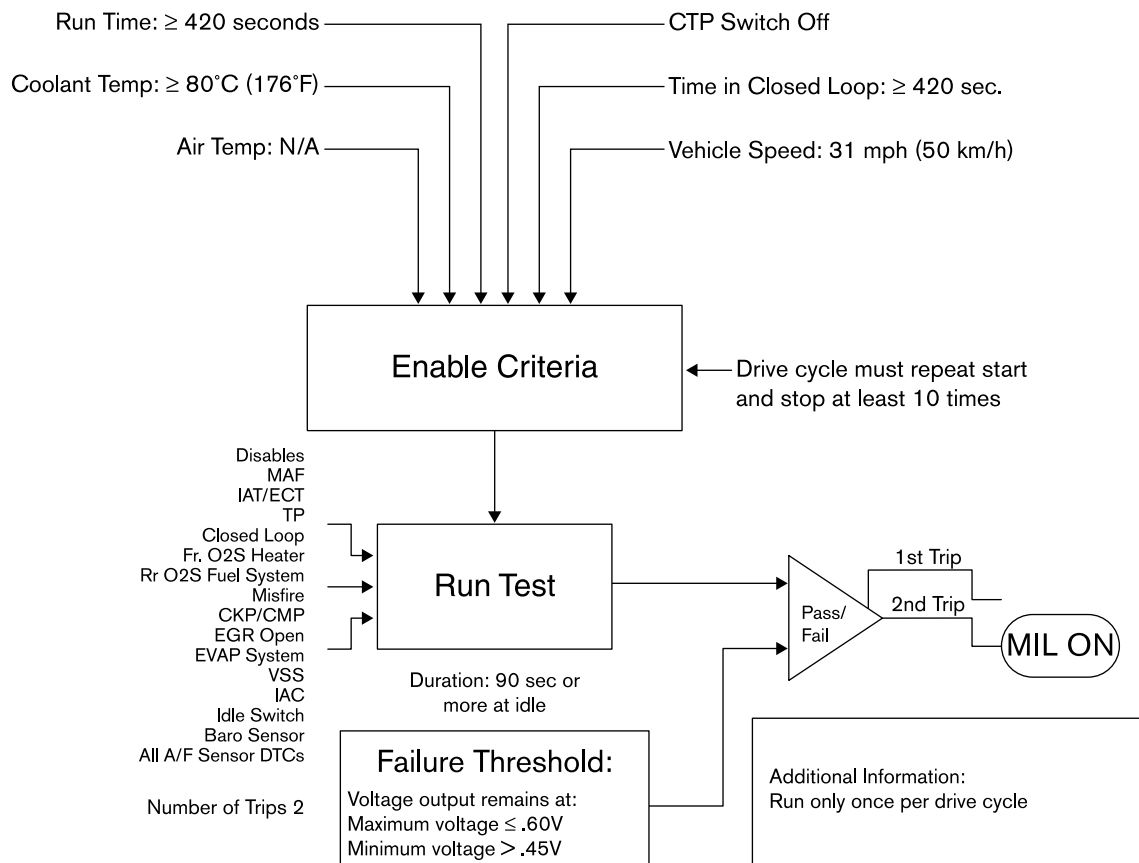 Run Time: ≥ 420 seconds
CTP Switch Off
Coolant Temp: ≥ 80˚C (176˚F)
Time in Closed Loop: ≥ 420 sec.
Air Temp: N/A
Vehicle Speed: 31 mph (50 km/h)
Enable Criteria
Drive cycle must repeat start
and stop at least 10 times
Disables
MAF
IAT/ECT
TP
Closed Loop
Fr. O2S Heater
Rr O2S Fuel System
Misfire
CKP/CMP
EGR Open
EVAP System
VSS
IAC
Idle Switch
Baro Sensor
All A/F Sensor DTCs
Number of Trips 2
Run Test
Duration: 90 sec or
more at idle
Pass/
Fail
1st Trip
2nd Trip
MIL ON
Failure Threshold:
Voltage output remains at:
Maximum voltage ≤ .60V
Minimum voltage > .45V
Additional Information:
Run only once per drive cycle